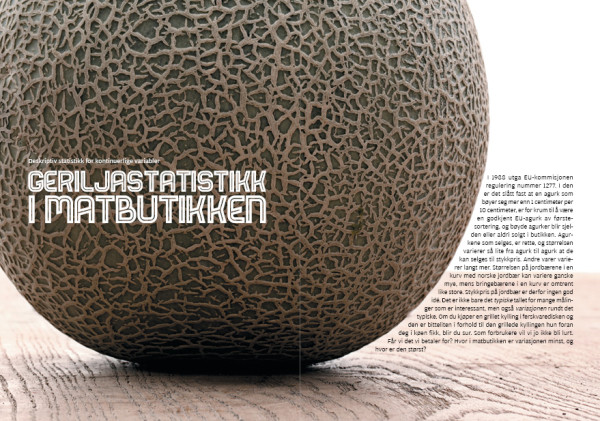 Deskriptiv statistikk for kontinuerlige variabler
GERILJASTATISTIKK
I MATBUTIKKEN
I 1988 utga EU-kommisjonen
regulering nummer 1277. I den
er det slått fast at en agurk som
bøyer seg mer enn 1 centimeter per
10 centimeter, er for krum til å være
en godkjent EU-agurk av første-
sortering, og bøyde agurker blir sjel-
den eller aldri solgt i butikken. Agur-
kene som selges, er rette, og størrelsen
varierer så lite fra agurk til agurk at de
kan selges til stykkpris. Andre varer varie-
rer langt mer. Størrelsen på jordbærene i en
kurv med norske jordbær kan variere ganske
mye, mens bringebærene i en kurv er omtrent
like store. Stykkpris på jordbær er derfor ingen god
idé. Det er ikke bare det typiske tallet for mange målin-
ger som er interessant, men også variasjonen rundt det
typiske. Om du kjøper en grillet kylling i ferskvaredisken og
den er bitteliten i forhold til den grillede kyllingen hun foran
deg i køen fikk, blir du sur. Som forbrukere vil vi jo ikke bli lurt.
Får vi det vi betaler for? Hvor i matbutikken er variasjonen minst, og
hvor er den størst?